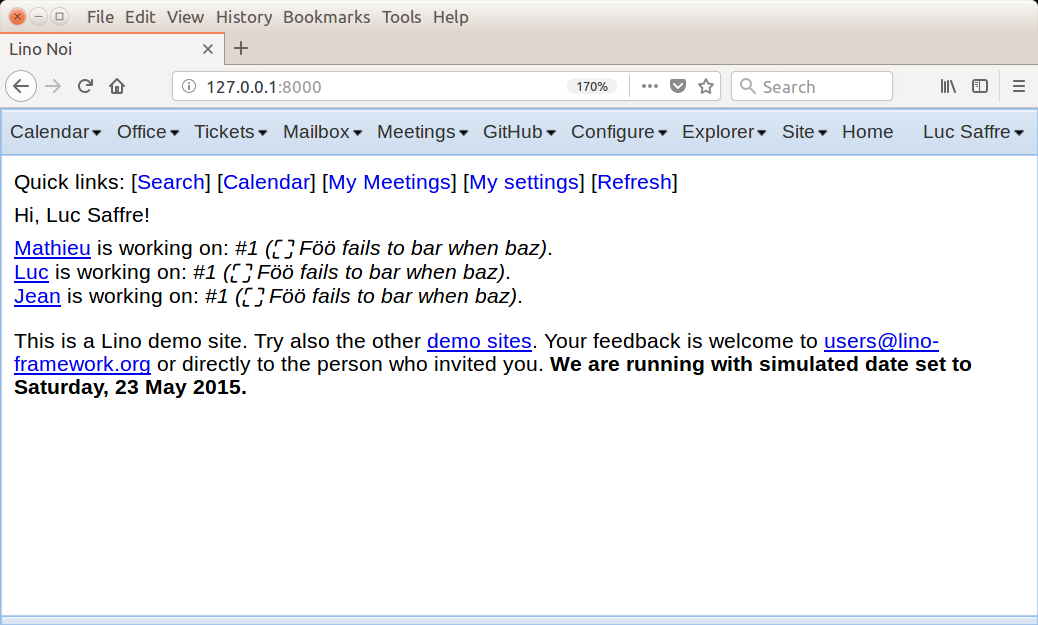 File Edit View History Bookmarks Tools Help
Lino Noi
127.0.0.1:8000 170% Search
Calendar Office Tickets Mailbox Meetings GitHub Configure Explorer Site Home Luc Saffre
Quick links: [Search] [Calendar] [My Meetings] [My settings] [Refresh]
Hi, Luc Saffre!
Mathieu is working on: #1 (⛶ Föö fails to bar when baz).
Luc is working on: #1 (⛶ Föö fails to bar when baz).
Jean is working on: #1 (⛶ Föö fails to bar when baz).
This is a Lino demo site. Try also the other demo sites. Your feedback is welcome to users@lino-
framework.org or directly to the person who invited you. We are running with simulated date set to
Saturday, 23 May 2015.